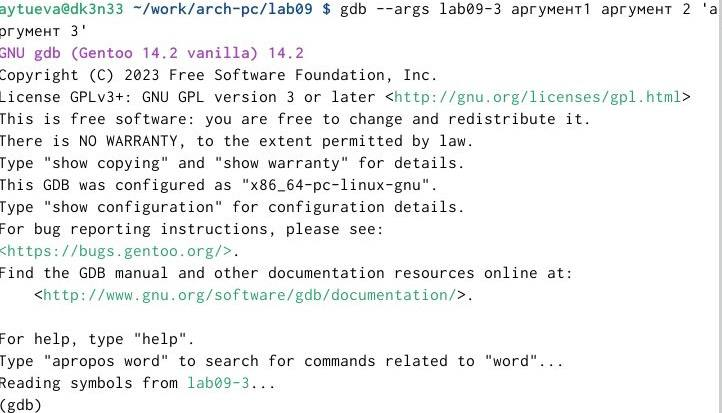 aytueva@dk3n33 ~/work/arch-pc/lab09 $ gdb --args lab09-3 аргумент1 аргумент 2 'а
ргумент 3'
GNU gdb (Gentoo 14.2 vanilla) 14.2
Copyright (C) 2023 Free Software Foundation, Inc.
License GPLv3+: GNU GPL version 3 or later <http://gnu.org/licenses/gpl.html>
This is free software: you are free to change and redistribute it.
There is NO WARRANTY, to the extent permitted by law.
Type "show copying" and "show warranty" for details.
This GDB was configured as "x86_64-pc-linux-gnu".
Type "show configuration" for configuration details.
For bug reporting instructions, please see:
<https://bugs.gentoo.org/>.
Find the GDB manual and other documentation resources online at:
    <http://www.gnu.org/software/gdb/documentation/>.

For help, type "help".
Type "apropos word" to search for commands related to "word"...
Reading symbols from lab09-3...
(gdb)